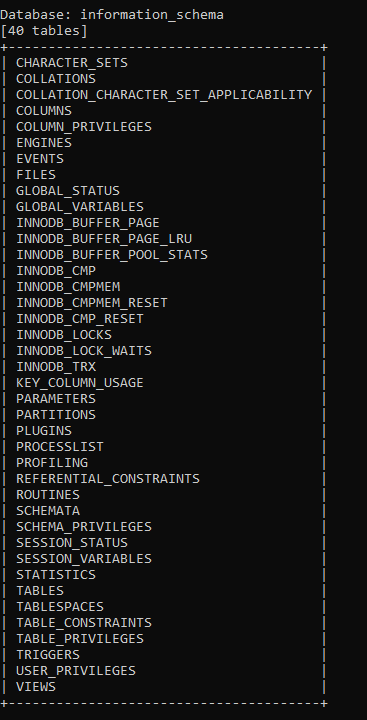 Database: information_schema
[40 tables]
+---------------------------------------+
| CHARACTER_SETS                        |
| COLLATIONS                            |
| COLLATION_CHARACTER_SET_APPLICABILITY |
| COLUMNS                               |
| COLUMN_PRIVILEGES                     |
| ENGINES                               |
| EVENTS                                |
| FILES                                 |
| GLOBAL_STATUS                         |
| GLOBAL_VARIABLES                      |
| INNODB_BUFFER_PAGE                    |
| INNODB_BUFFER_PAGE_LRU                |
| INNODB_BUFFER_POOL_STATS              |
| INNODB_CMP                            |
| INNODB_CMPMEM                         |
| INNODB_CMPMEM_RESET                   |
| INNODB_CMP_RESET                      |
| INNODB_LOCKS                          |
| INNODB_LOCK_WAITS                     |
| INNODB_TRX                            |
| KEY_COLUMN_USAGE                      |
| PARAMETERS                            |
| PARTITIONS                            |
| PLUGINS                               |
| PROCESSLIST                           |
| PROFILING                             |
| REFERENTIAL_CONSTRAINTS               |
| ROUTINES                              |
| SCHEMATA                              |
| SCHEMA_PRIVILEGES                     |
| SESSION_STATUS                        |
| SESSION_VARIABLES                     |
| STATISTICS                            |
| TABLES                                |
| TABLESPACES                           |
| TABLE_CONSTRAINTS                     |
| TABLE_PRIVILEGES                      |
| TRIGGERS                              |
| USER_PRIVILEGES                       |
| VIEWS                                 |
+---------------------------------------+